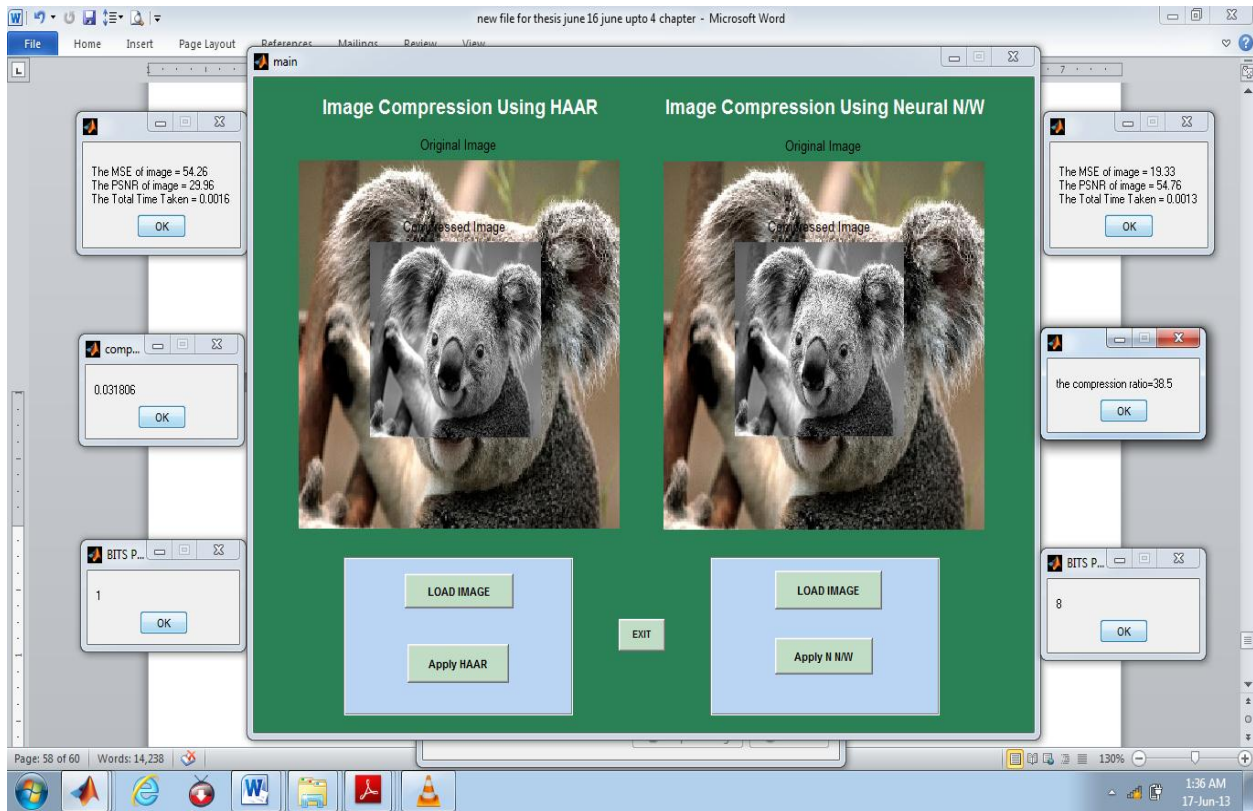 new file for thesis june 16 june upto 4 chapter - Microsoft Word
File Home Insert Page Layout References Mailings Review View
main
Image Compression Using HAAR
Image Compression Using Neural N/W
Original Image
Original Image
Compressed Image
Compressed Image
The MSE of image = 54.26
The PSNR of image = 29.96
The Total Time Taken = 0.0016
OK
The MSE of image = 19.33
The PSNR of image = 54.76
The Total Time Taken = 0.0013
OK
comp...
0.031806
OK
the compression ratio=38.5
OK
BITS P...
1
OK
BITS P...
8
OK
LOAD IMAGE
Apply HAAR
EXIT
LOAD IMAGE
Apply N N/W
Page: 58 of 60 Words: 14,238
130%
1:36 AM
17-Jun-13